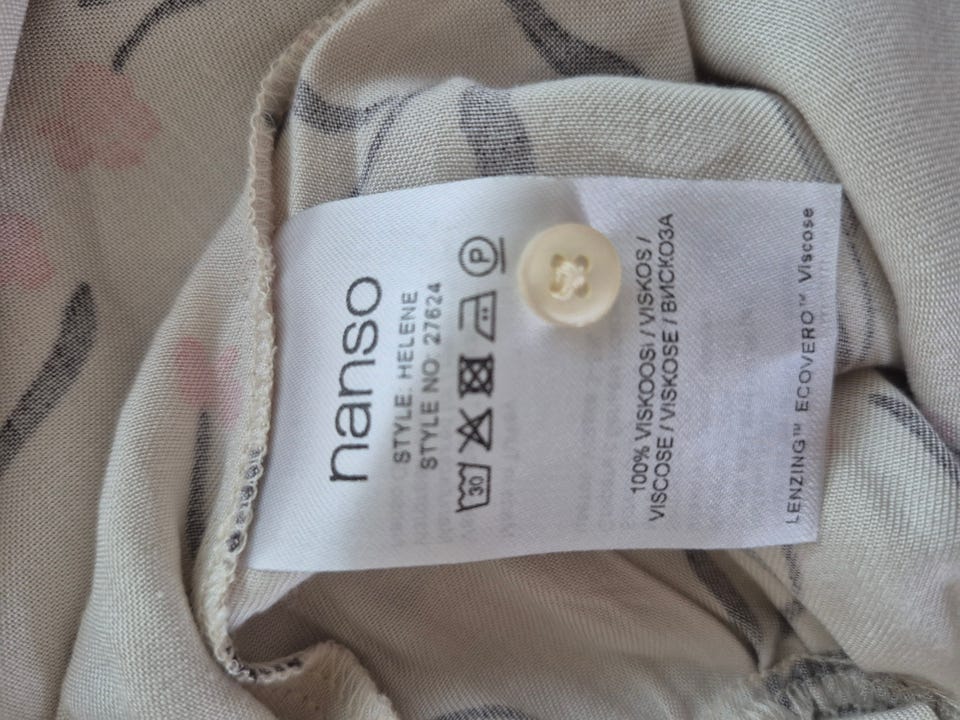 nanso
STYLE: HELENE
STYLE NO 27624
30 P
100% VISKOOSI / VISKOS /
VISCOSE / VISKOSE / ВИСКОЗА
LENZING™ ECOVERO™ Viscose